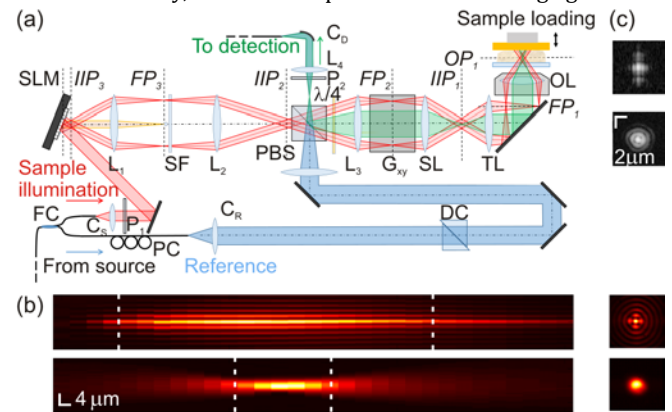 (a)
To detection
C_D
L_4
P_2
λ/4
Sample loading
OP_1
OL
FP_1
(c)
SLM
IIP_3
FP_3
IIP_2
FP_2
IIP_1
L_1
SF
L_2
PBS
L_3
G_xy
SL
TL
2μm
Sample
illumination
FC
C_S
P_1
PC
C_R
DC
From source
Reference
(b)
4 μm